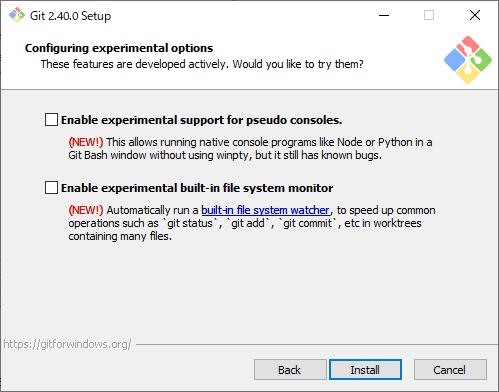 Git 2.40.0 Setup
Configuring experimental options
These features are developed actively. Would you like to try them?
Enable experimental support for pseudo consoles.
(NEW!) This allows running native console programs like Node or Python in a
Git Bash window without using winpty, but it still has known bugs.
Enable experimental built-in file system monitor
(NEW!) Automatically run a built-in file system watcher, to speed up common
operations such as `git status`, `git add`, `git commit`, etc in worktrees
containing many files.
https://gitforwindows.org/
Back
Install
Cancel